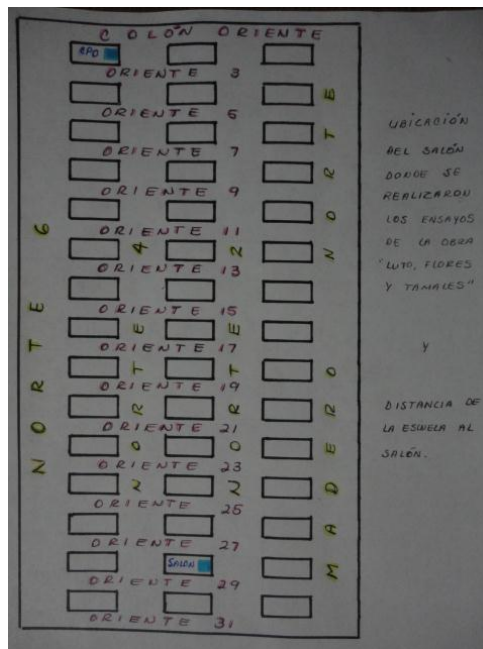 COLÓN ORIENTE
CPO
ORIENTE 3
ORIENTE 5
ORIENTE 7
ORIENTE 9
ORIENTE 11
ORIENTE 13
ORIENTE 15
ORIENTE 17
ORIENTE 19
ORIENTE 21
ORIENTE 23
ORIENTE 25
ORIENTE 27
SALON
ORIENTE 29
ORIENTE 31
NORTE 6
NORTE 4
NORTE 2
MADERO NORTE
UBICACIÓN
DEL SALÓN
DONDE SE
REALIZARON
LOS ENSAYOS
DE LA OBRA
"LUTO, FLORES
Y TAMALES"
Y
DISTANCIA DE
LA ESCUELA AL
SALÓN.